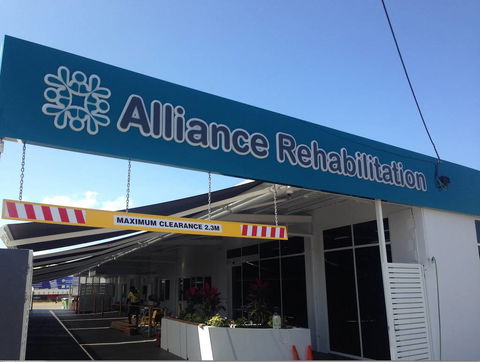 Alliance Rehabilitation
MAXIMUM CLEARANCE 2.3M